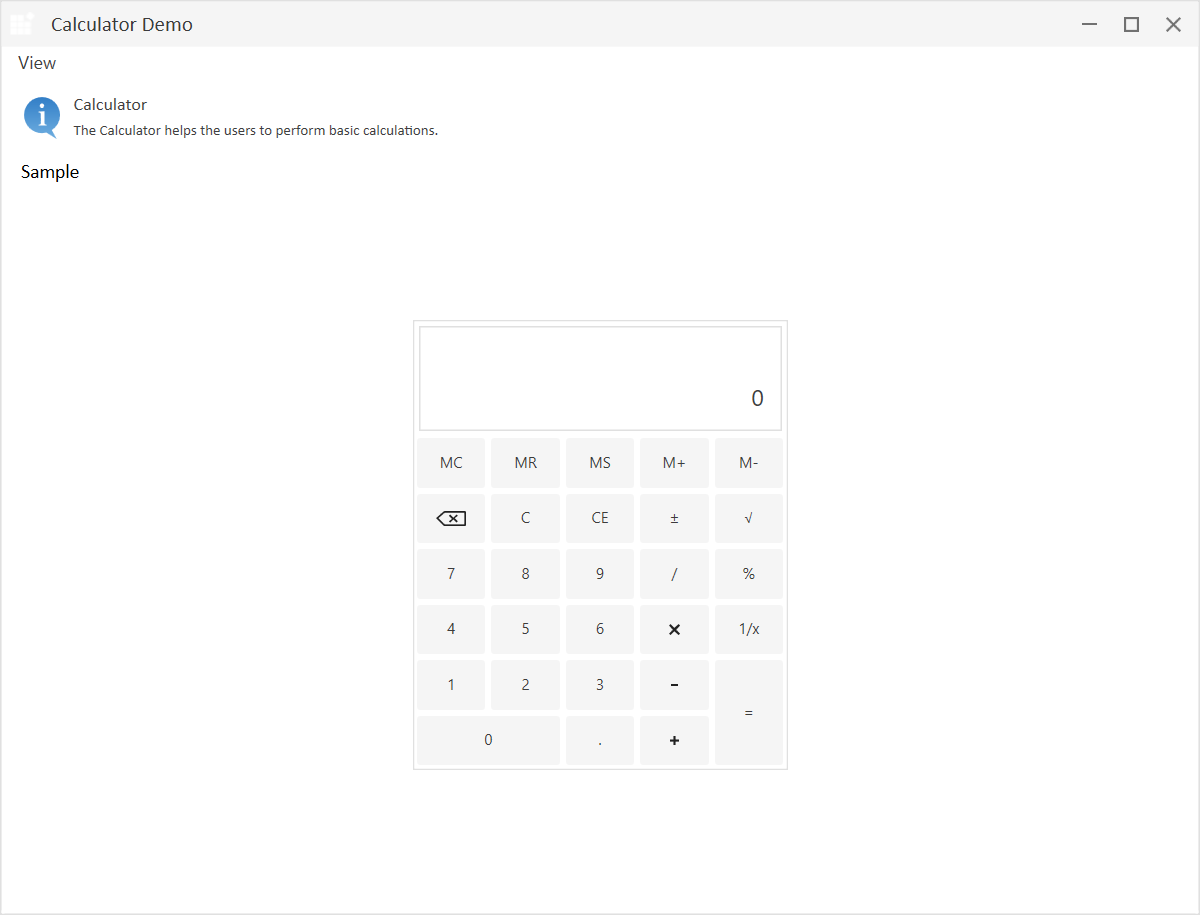 Calculator Demo
View
Calculator
The Calculator helps the users to perform basic calculations.
Sample
0
MC MR MS M+ M-
C CE ± √
7 8 9 / %
4 5 6 × 1/x
1 2 3 -
=
0 . +